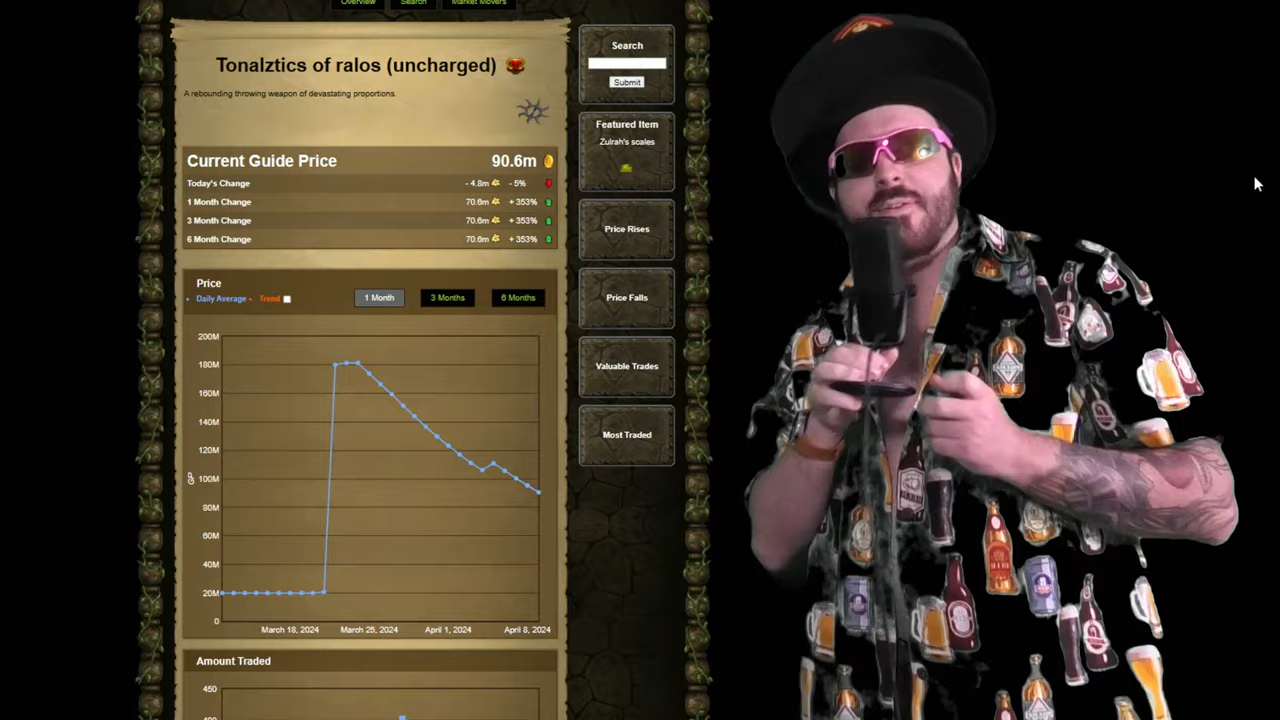 Overview Search Market Movers
Tonalztics of ralos (uncharged)
A rebounding throwing weapon of devastating proportions.
Current Guide Price 90.6m
Today's Change - 4.8m - 5%
1 Month Change 70.6m + 353%
3 Month Change 70.6m + 353%
6 Month Change 70.6m + 353%
Price
Daily Average Trend
1 Month 3 Months 6 Months
200M
180M
160M
140M
120M
100M
80M
60M
40M
20M
0
GP
March 18, 2024 March 25, 2024 April 1, 2024 April 8, 2024
Amount Traded
450
400
Search
Submit
Featured Item
Zulrah's scales
Price Rises
Price Falls
Valuable Trades
Most Traded